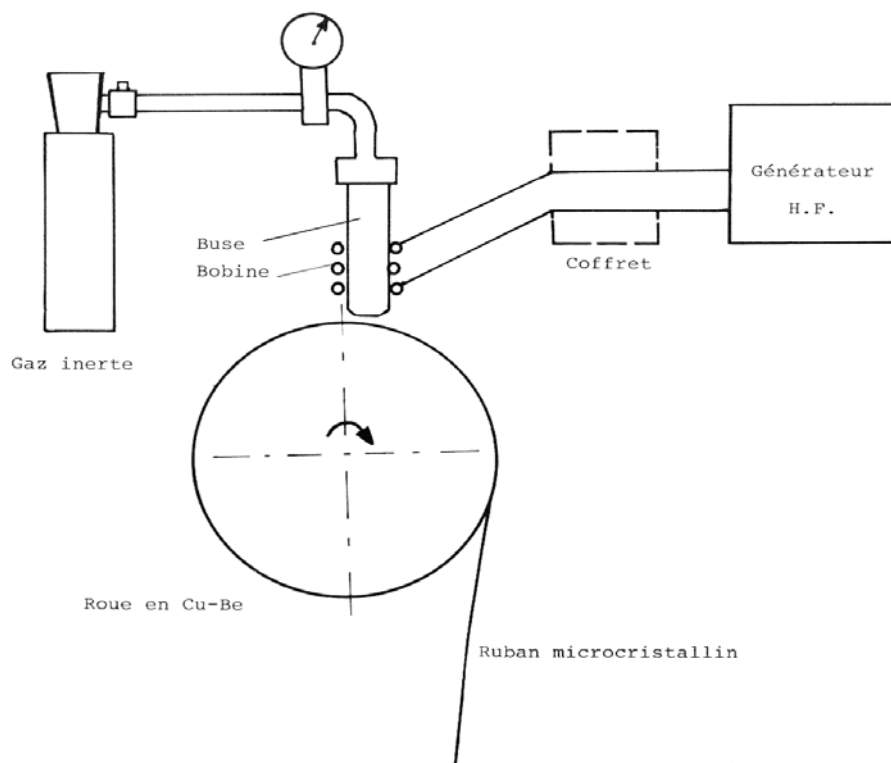 Générateur
H.F.
Buse
Bobine
Coffret
Gaz inerte
Roue en Cu-Be
Ruban microcristallin